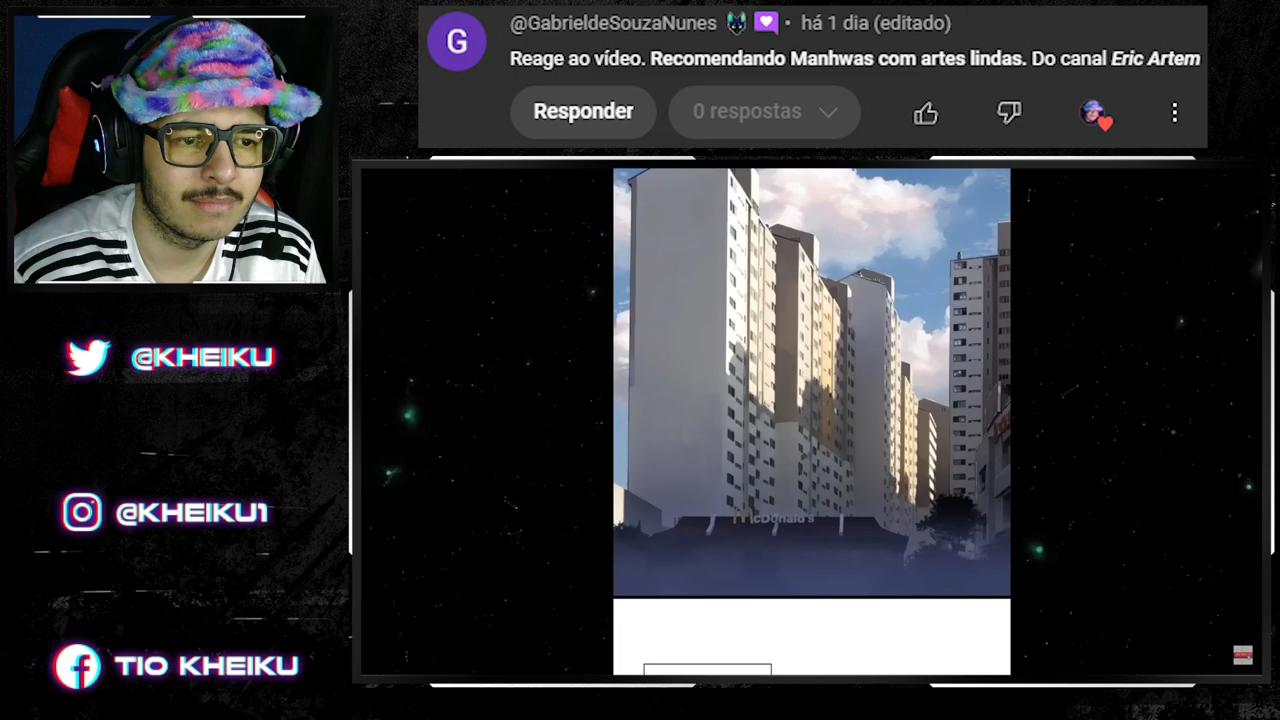 @GabrieldeSouzaNunes • há 1 dia (editado)
G
Reage ao vídeo. Recomendando Manhwas com artes lindas. Do canal Eric Artem
Responder
0 respostas
@KHEIKU
@KHEIKU1
TIO KHEIKU
McDonald's